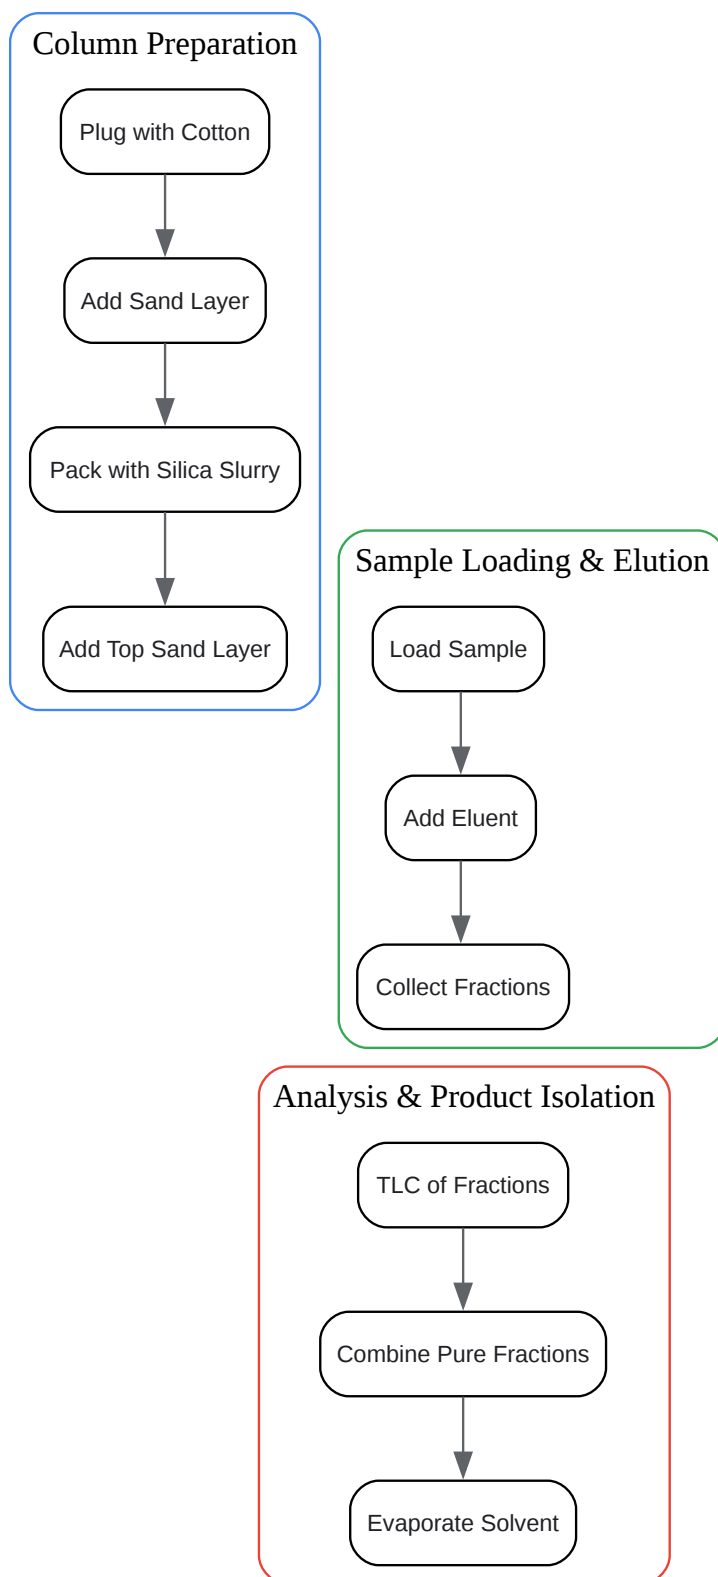 Column Preparation
Plug with Cotton
Add Sand Layer
Pack with Silica Slurry
Add Top Sand Layer
Sample Loading & Elution
Load Sample
Add Eluent
Collect Fractions
Analysis & Product Isolation
TLC of Fractions
Combine Pure Fractions
Evaporate Solvent